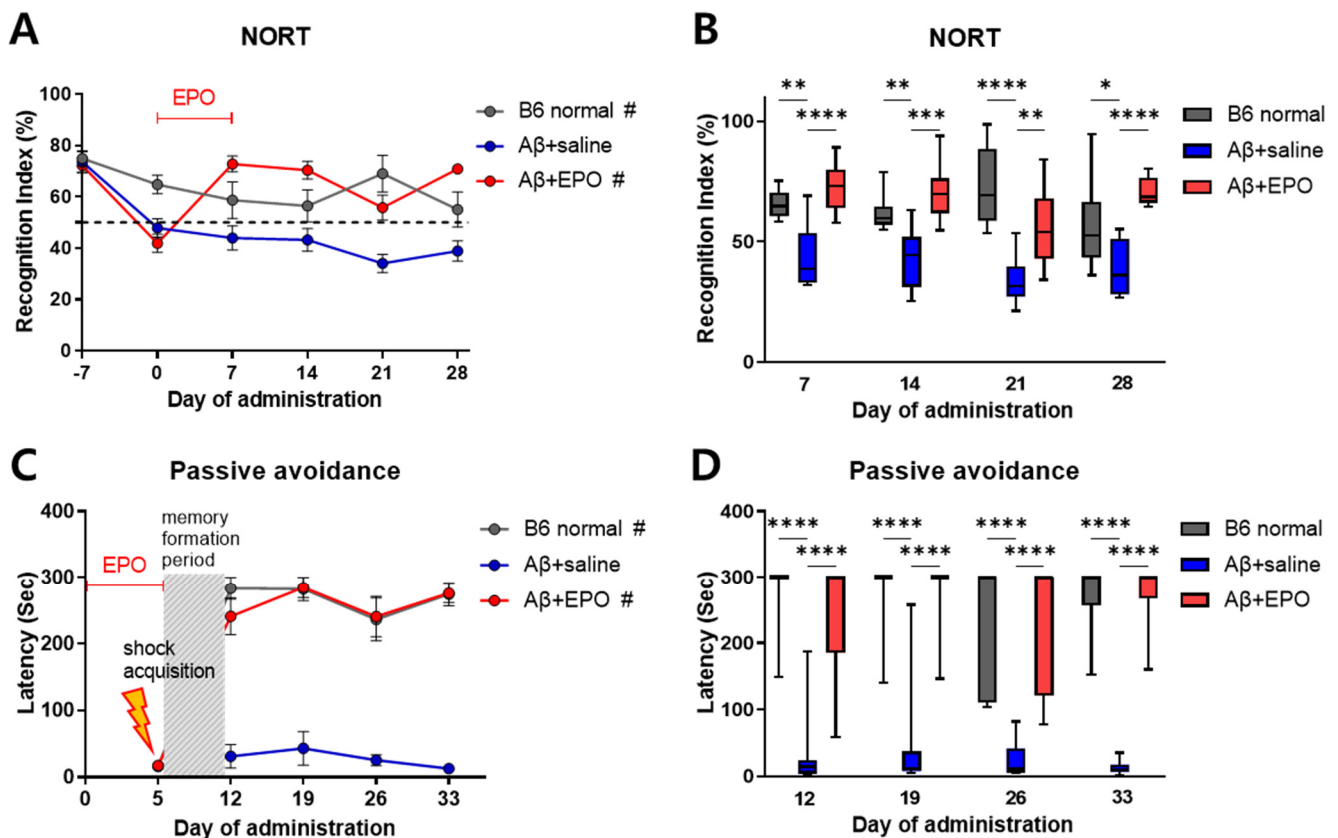 A
NORT
Recognition Index (%)
100
80
60
40
20
0
-7 0 7 14 21 28
Day of administration
EPO
B6 normal #
Aβ+saline
Aβ+EPO #
B
NORT
Recognition Index (%)
100
50
0
** ** **** *
**** *** ** ****
7 14 21 28
Day of administration
B6 normal
Aβ+saline
Aβ+EPO
C
Passive avoidance
Latency (Sec)
400
300
200
100
0
memory
formation
period
EPO
shock
acquisition
0 5 12 19 26 33
Day of administration
B6 normal #
Aβ+saline
Aβ+EPO #
D
Passive avoidance
Latency (Sec)
400
300
200
100
0
**** **** **** ****
**** **** **** ****
12 19 26 33
Day of administration
B6 normal
Aβ+saline
Aβ+EPO